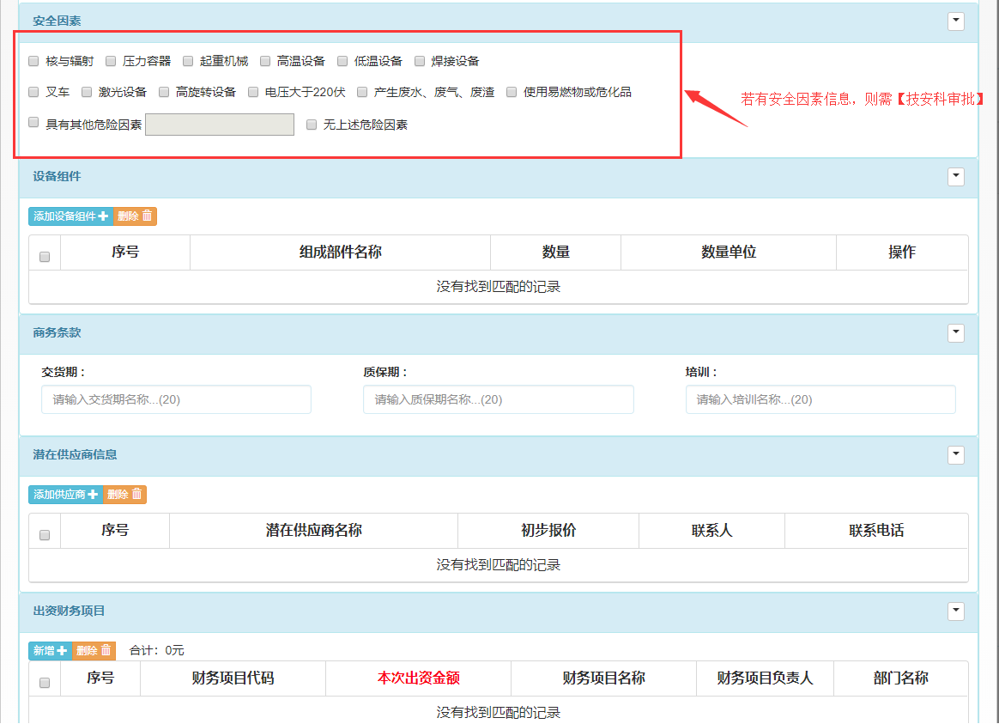 安全因素
核与辐射 压力容器 起重机械 高温设备 低温设备 焊接设备
叉车 激光设备 高旋转设备 电压大于220伏 产生废水、废气、废渣 使用易燃物或危化品
若有安全因素信息，则需【技安科审批】
具有其他危险因素 无上述危险因素
设备组件
添加设备组件 删除
序号 组成部件名称 数量 数量单位 操作
没有找到匹配的记录
商务条款
交货期： 质保期： 培训：
请输入交货期名称...(20) 请输入质保期名称...(20) 请输入培训名称...(20)
潜在供应商信息
添加供应商 删除
序号 潜在供应商名称 初步报价 联系人 联系电话
没有找到匹配的记录
出资财务项目
新增 删除 合计：0元
序号 财务项目代码 本次出资金额 财务项目名称 财务项目负责人 部门名称
没有找到匹配的记录